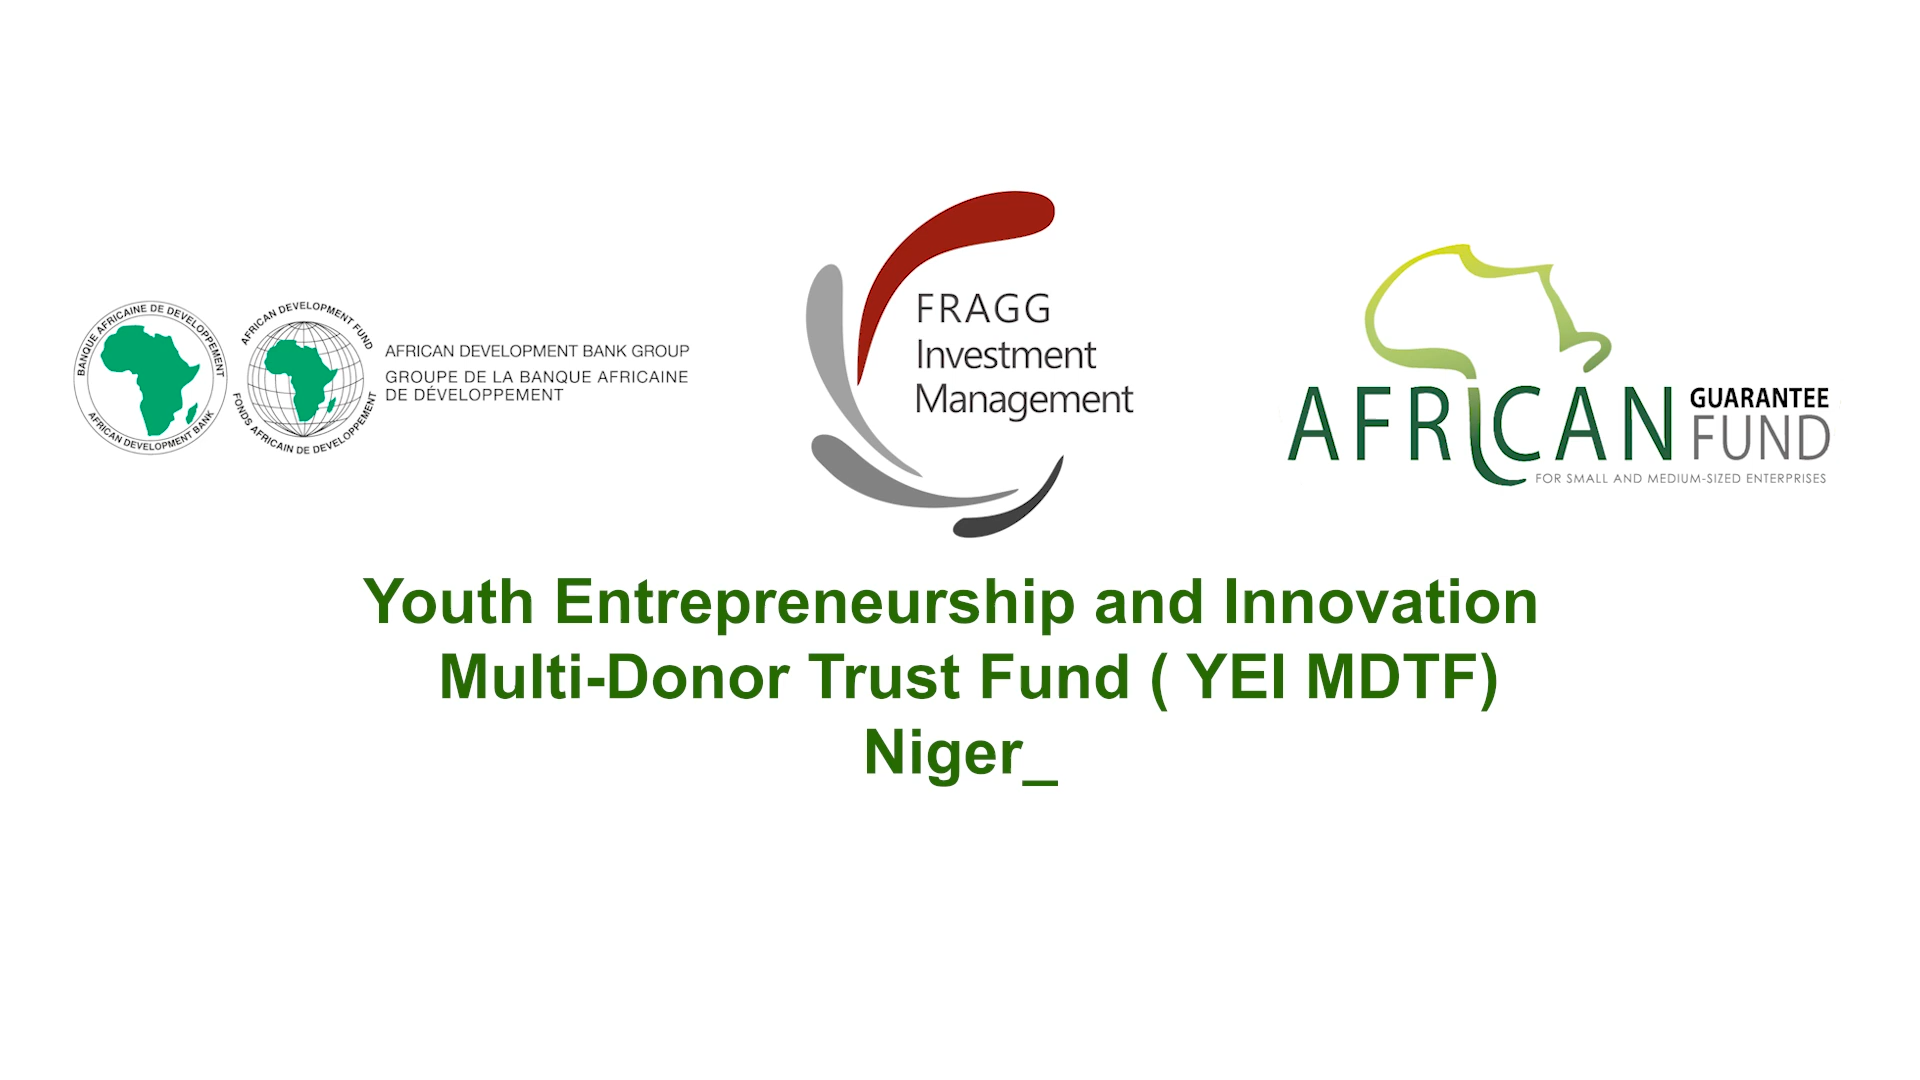 BANQUE AFRICAINE DE DEVELOPPEMENT
AFRICAN DEVELOPMENT BANK
AFRICAN DEVELOPMENT FUND
FONDS AFRICAIN DE DEVELOPPEMENT
AFRICAN DEVELOPMENT BANK GROUP
GROUPE DE LA BANQUE AFRICAINE
DE DÉVELOPPEMENT
FRAGG
Investment
Management
AFRICAN GUARANTEE
FUND
FOR SMALL AND MEDIUM-SIZED ENTERPRISES
Youth Entrepreneurship and Innovation
Multi-Donor Trust Fund ( YEI MDTF)
Niger_